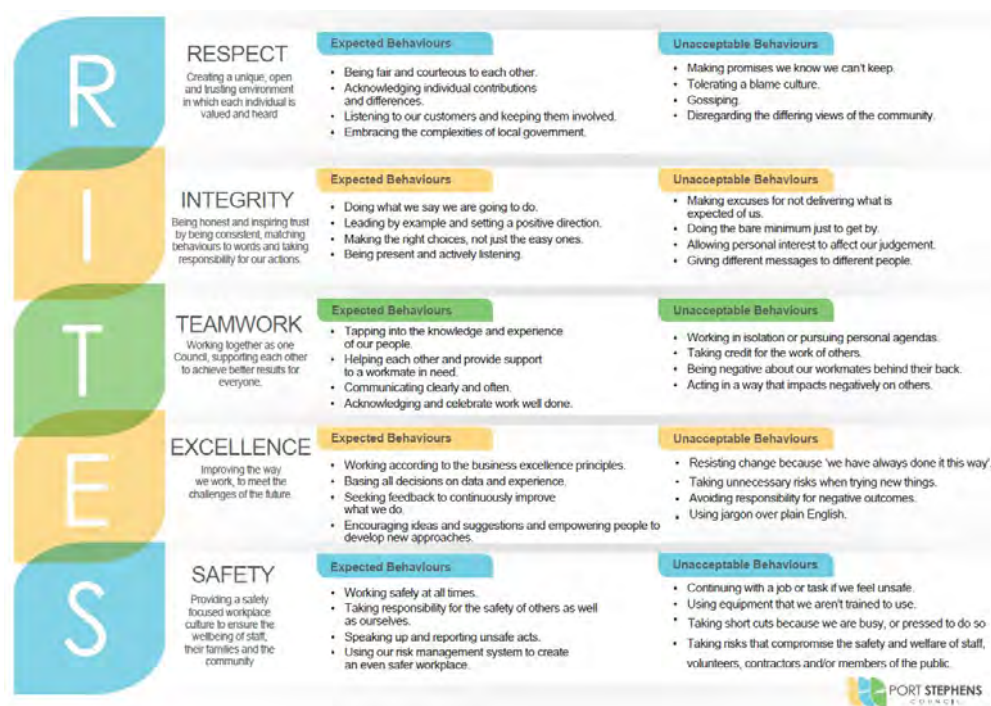 R
RESPECT
Creating a unique, open
and trusting environment
in which each individual is
valued and heard
Expected Behaviours
• Being fair and courteous to each other.
• Acknowledging individual contributions
and differences.
• Listening to our customers and keeping them involved.
• Embracing the complexities of local government.
Unacceptable Behaviours
• Making promises we know we can't keep.
• Tolerating a blame culture.
• Gossiping.
• Disregarding the differing views of the community.
I
INTEGRITY
Being honest and inspiring trust
by being consistent, matching
behaviours to words and taking
responsibility for our actions.
Expected Behaviours
• Doing what we say we are going to do.
• Leading by example and setting a positive direction.
• Making the right choices, not just the easy ones.
• Being present and actively listening.
Unacceptable Behaviours
• Making excuses for not delivering what is
expected of us.
• Doing the bare minimum just to get by.
• Allowing personal interest to affect our judgement.
• Giving different messages to different people.
T
TEAMWORK
Working together as one
Council, supporting each other
to achieve better results for
everyone.
Expected Behaviours
• Tapping into the knowledge and experience
of our people.
• Helping each other and provide support
to a workmate in need.
• Communicating clearly and often.
• Acknowledging and celebrate work well done.
Unacceptable Behaviours
• Working in isolation or pursuing personal agendas.
• Taking credit for the work of others.
• Being negative about our workmates behind their back.
• Acting in a way that impacts negatively on others.
E
EXCELLENCE
Improving the way
we work, to meet the
challenges of the future.
Expected Behaviours
• Working according to the business excellence principles.
• Basing all decisions on data and experience.
• Seeking feedback to continuously improve
what we do.
• Encouraging ideas and suggestions and empowering people to
develop new approaches.
Unacceptable Behaviours
• Resisting change because 'we have always done it this way'.
• Taking unnecessary risks when trying new things.
• Avoiding responsibility for negative outcomes.
• Using jargon over plain English.
S
SAFETY
Providing a safety
focused workplace
culture to ensure the
wellbeing of staff,
their families and the
community
Expected Behaviours
• Working safely at all times.
• Taking responsibility for the safety of others as well
as ourselves.
• Speaking up and reporting unsafe acts.
• Using our risk management system to create
an even safer workplace.
Unacceptable Behaviours
• Continuing with a job or task if we feel unsafe.
• Using equipment that we aren't trained to use.
• Taking short cuts because we are busy, or pressed to do so
• Taking risks that compromise the safety and welfare of staff,
volunteers, contractors and/or members of the public.
PORT STEPHENS
COUNCIL